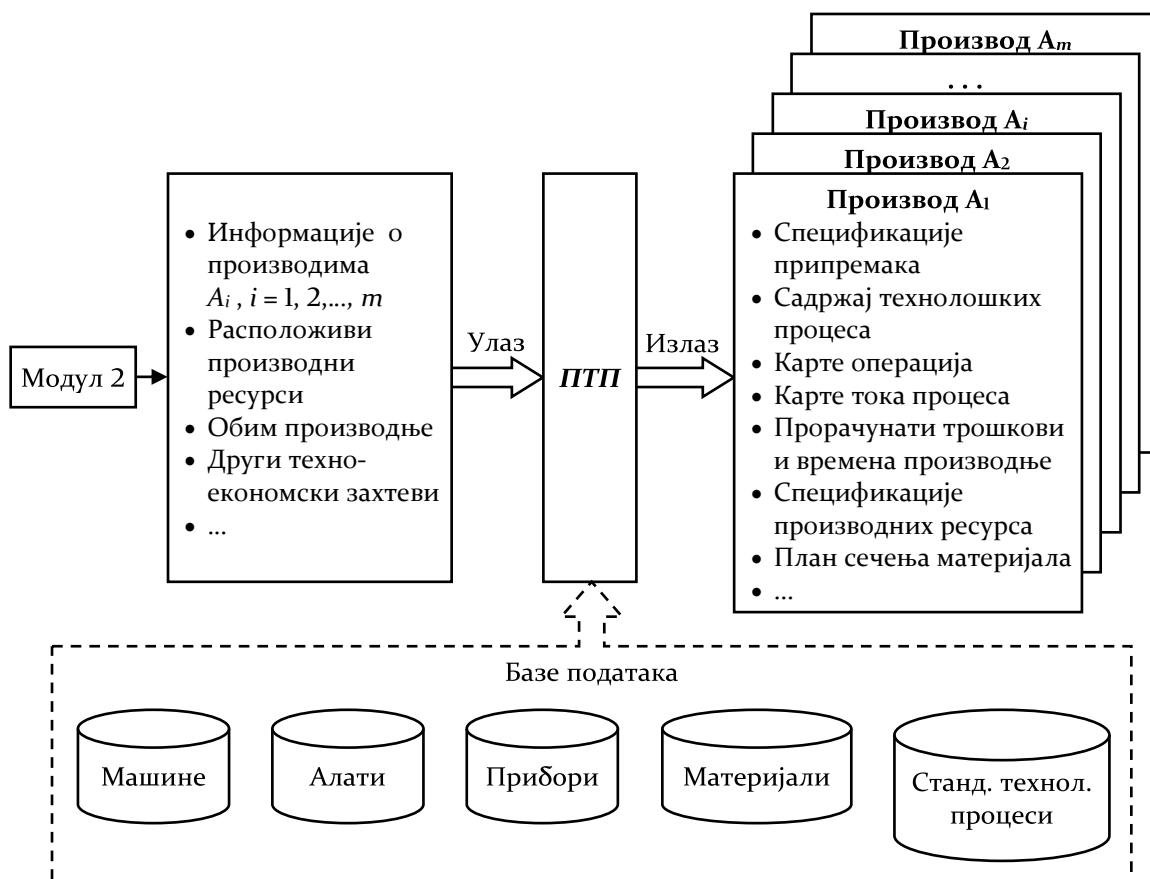 Модул 2
• Информације о
производима
Ai , i = 1, 2,..., m
• Расположиви
производни
ресурси
• Обим производње
• Други техно-
економски захтеви
• ...
Улаз
ПТП
Излаз
Производ Am
. . .
Производ Ai
Производ A2
Производ A1
• Спецификације
припремака
• Садржај технолошких
процеса
• Карте операција
• Карте тока процеса
• Прорачунати трошкови
и времена производње
• Спецификације
производних ресурса
• План сечења материјала
• ...
Базе података
Машине
Алати
Прибори
Материјали
Станд. технол.
процеси